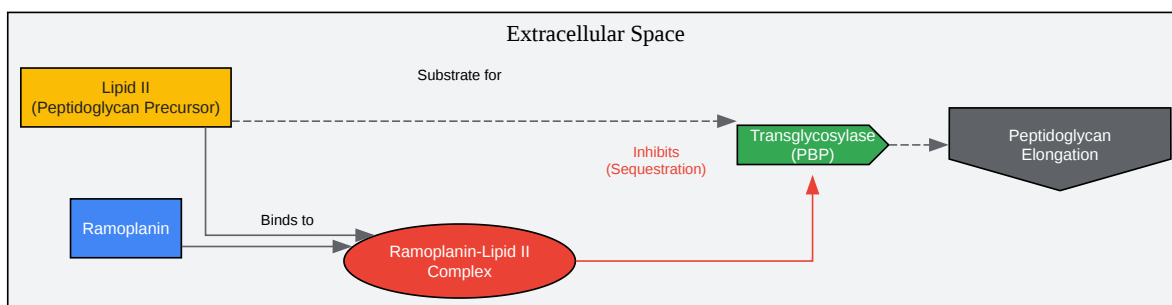 Extracellular Space
Lipid II
(Peptidoglycan Precursor)
Substrate for
Transglycosylase
(PBP)
Peptidoglycan
Elongation
Inhibits
(Sequestration)
Ramoplanin
Binds to
Ramoplanin-Lipid II
Complex